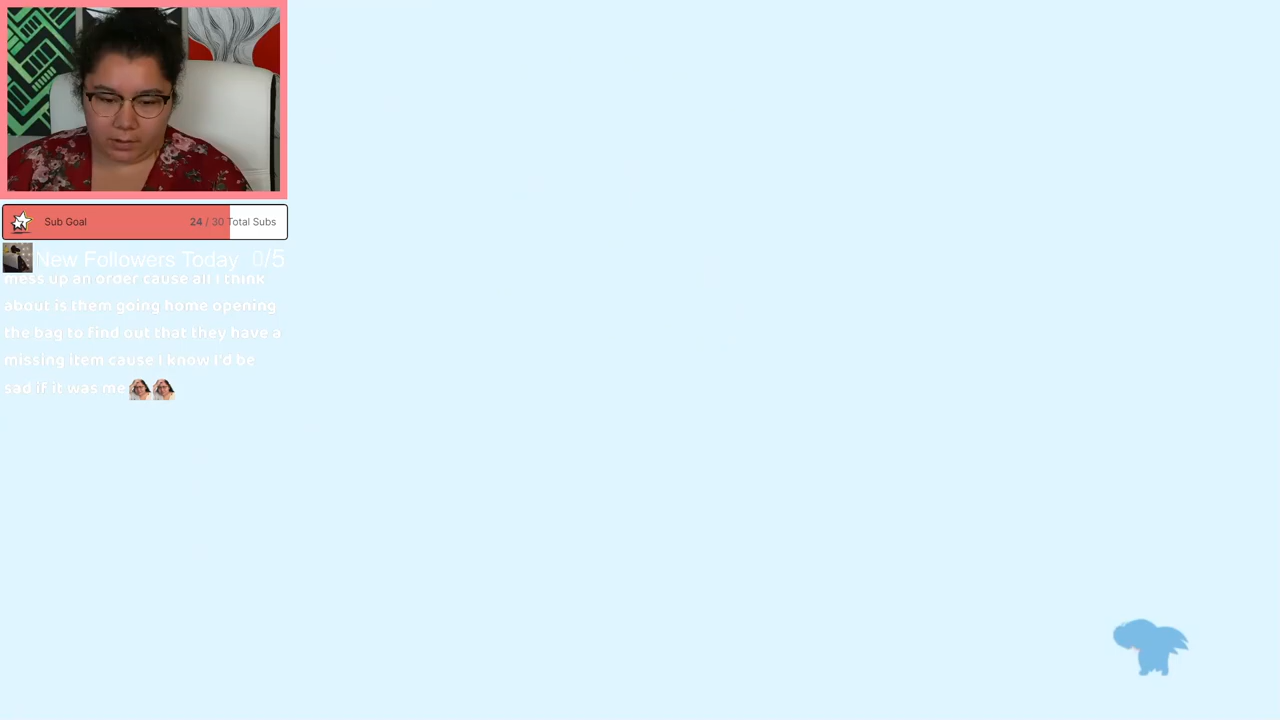 Sub Goal 24 / 30 Total Subs
New Followers Today 0/5
mess up an order cause all I think
about is them going home opening
the bag to find out that they have a
missing item cause I know I'd be
sad if it was me